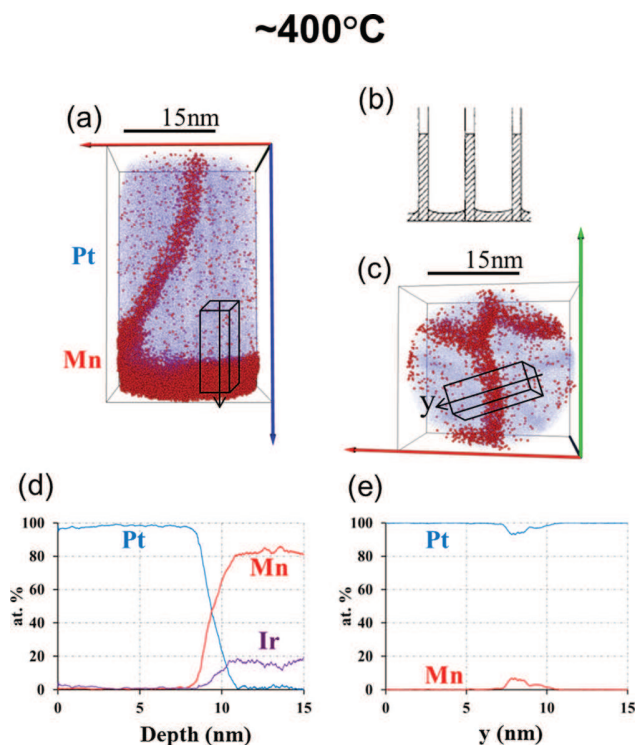 ~400°C
(a)
15nm
(b)
Pt
Mn
(c)
15nm
y
(d)
100
80
60
40
20
0
at. %
Pt
Mn
Ir
0
5
10
15
Depth (nm)
(e)
100
80
60
40
20
0
at. %
Pt
Mn
0
5
10
15
y (nm)